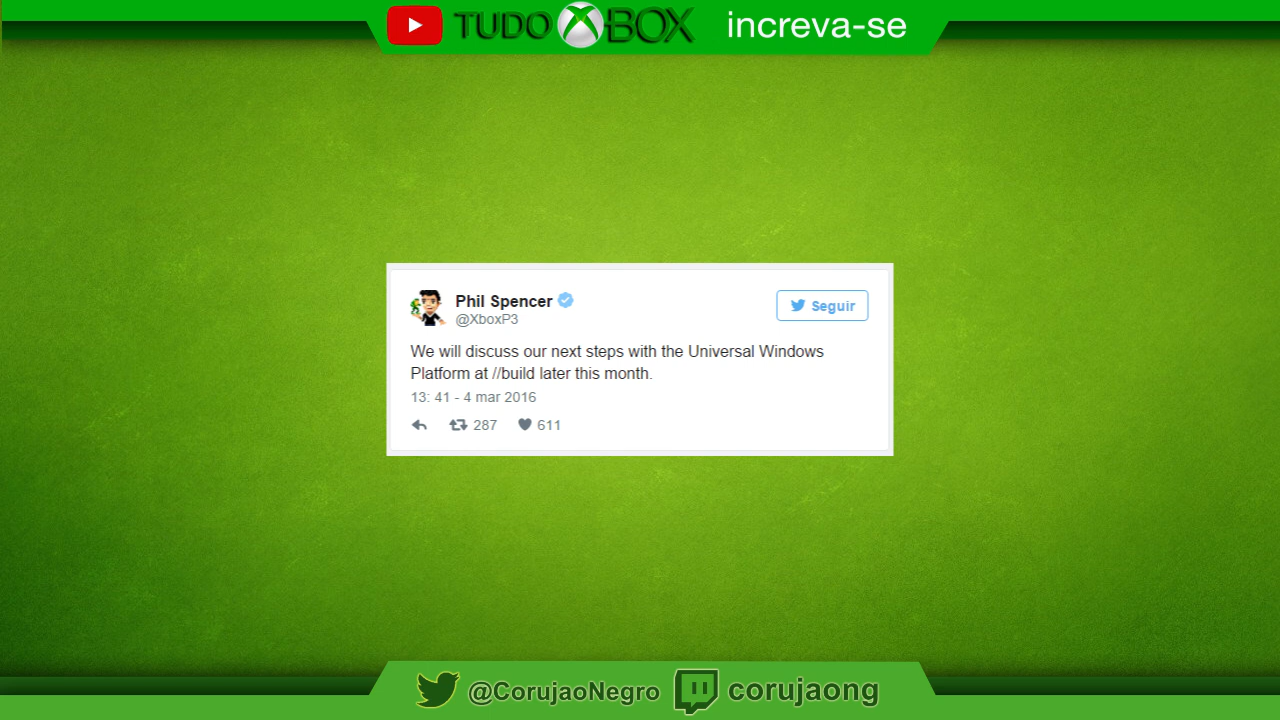 TUDO XBOX increva-se
Phil Spencer
@XboxP3
Seguir
We will discuss our next steps with the Universal Windows
Platform at //build later this month.
13: 41 - 4 mar 2016
287 611
@CorujaoNegro corujaong